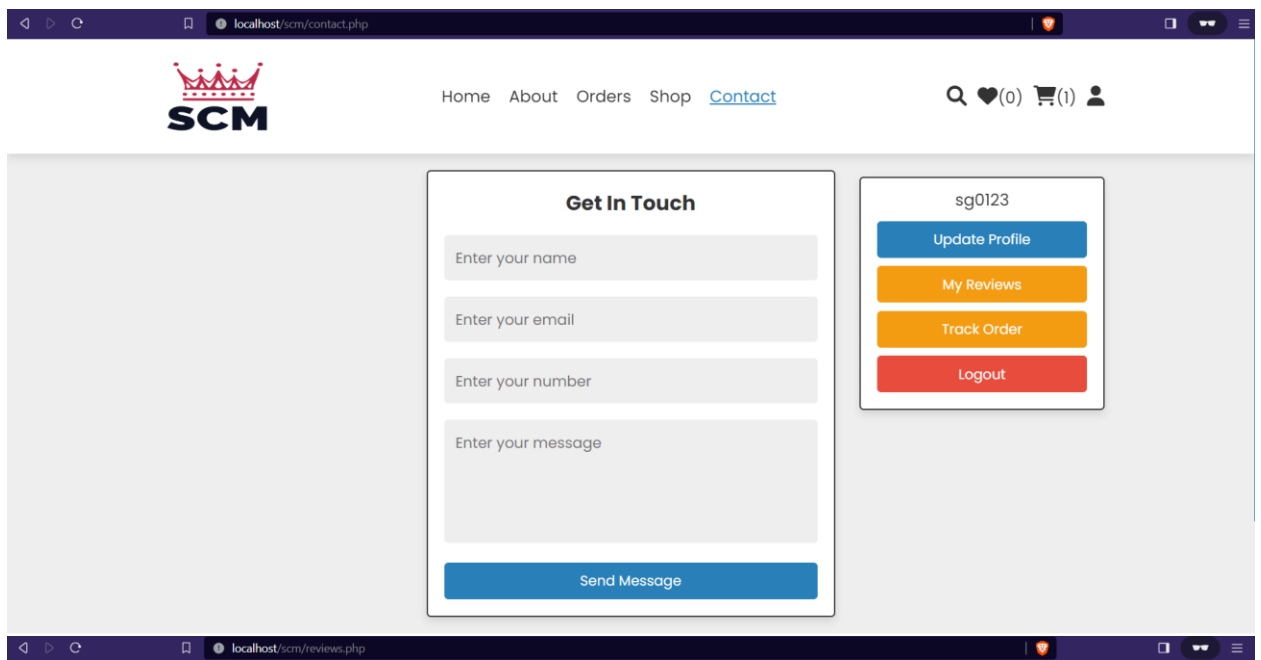 localhost/scm/contact.php
SCM
Home About Orders Shop Contact
(0) (1)
Get In Touch
Enter your name
Enter your email
Enter your number
Enter your message
Send Message
sg0123
Update Profile
My Reviews
Track Order
Logout
localhost/scm/reviews.php